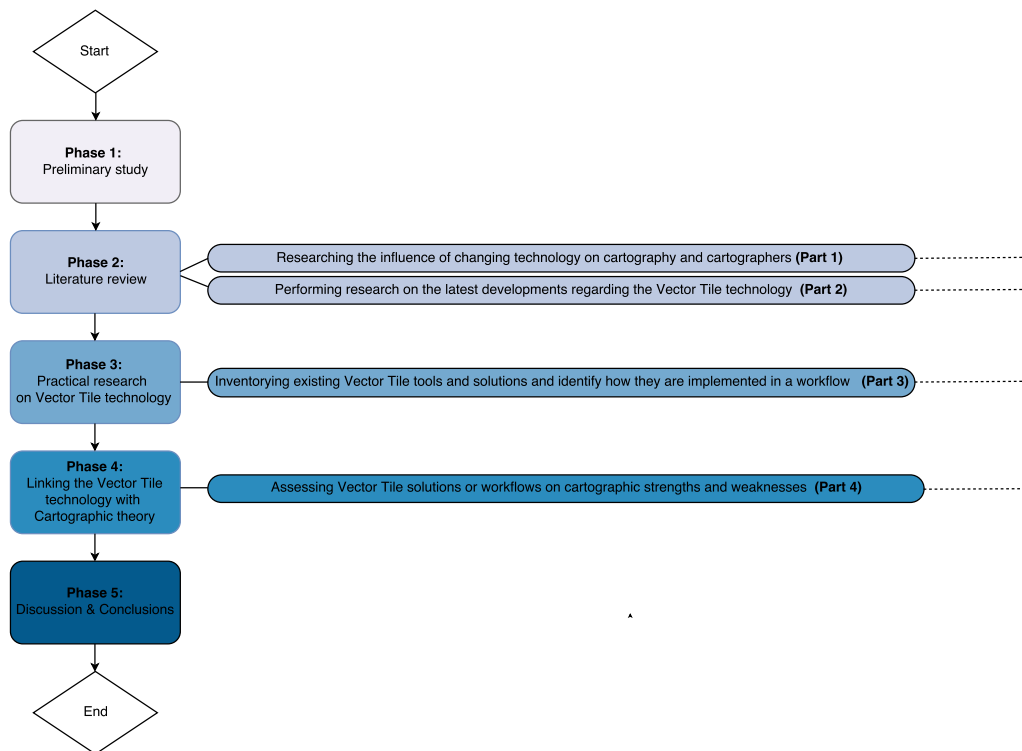 Start
Phase 1:
Preliminary study
Phase 2:
Literature review
Researching the influence of changing technology on cartography and cartographers (Part 1)
Performing research on the latest developments regarding the Vector Tile technology (Part 2)
Phase 3:
Practical research
on Vector Tile technology
Inventorying existing Vector Tile tools and solutions and identify how they are implemented in a workflow (Part 3)
Phase 4:
Linking the Vector Tile
technology with
Cartographic theory
Assessing Vector Tile solutions or workflows on cartographic strengths and weaknesses (Part 4)
Phase 5:
Discussion & Conclusions
End